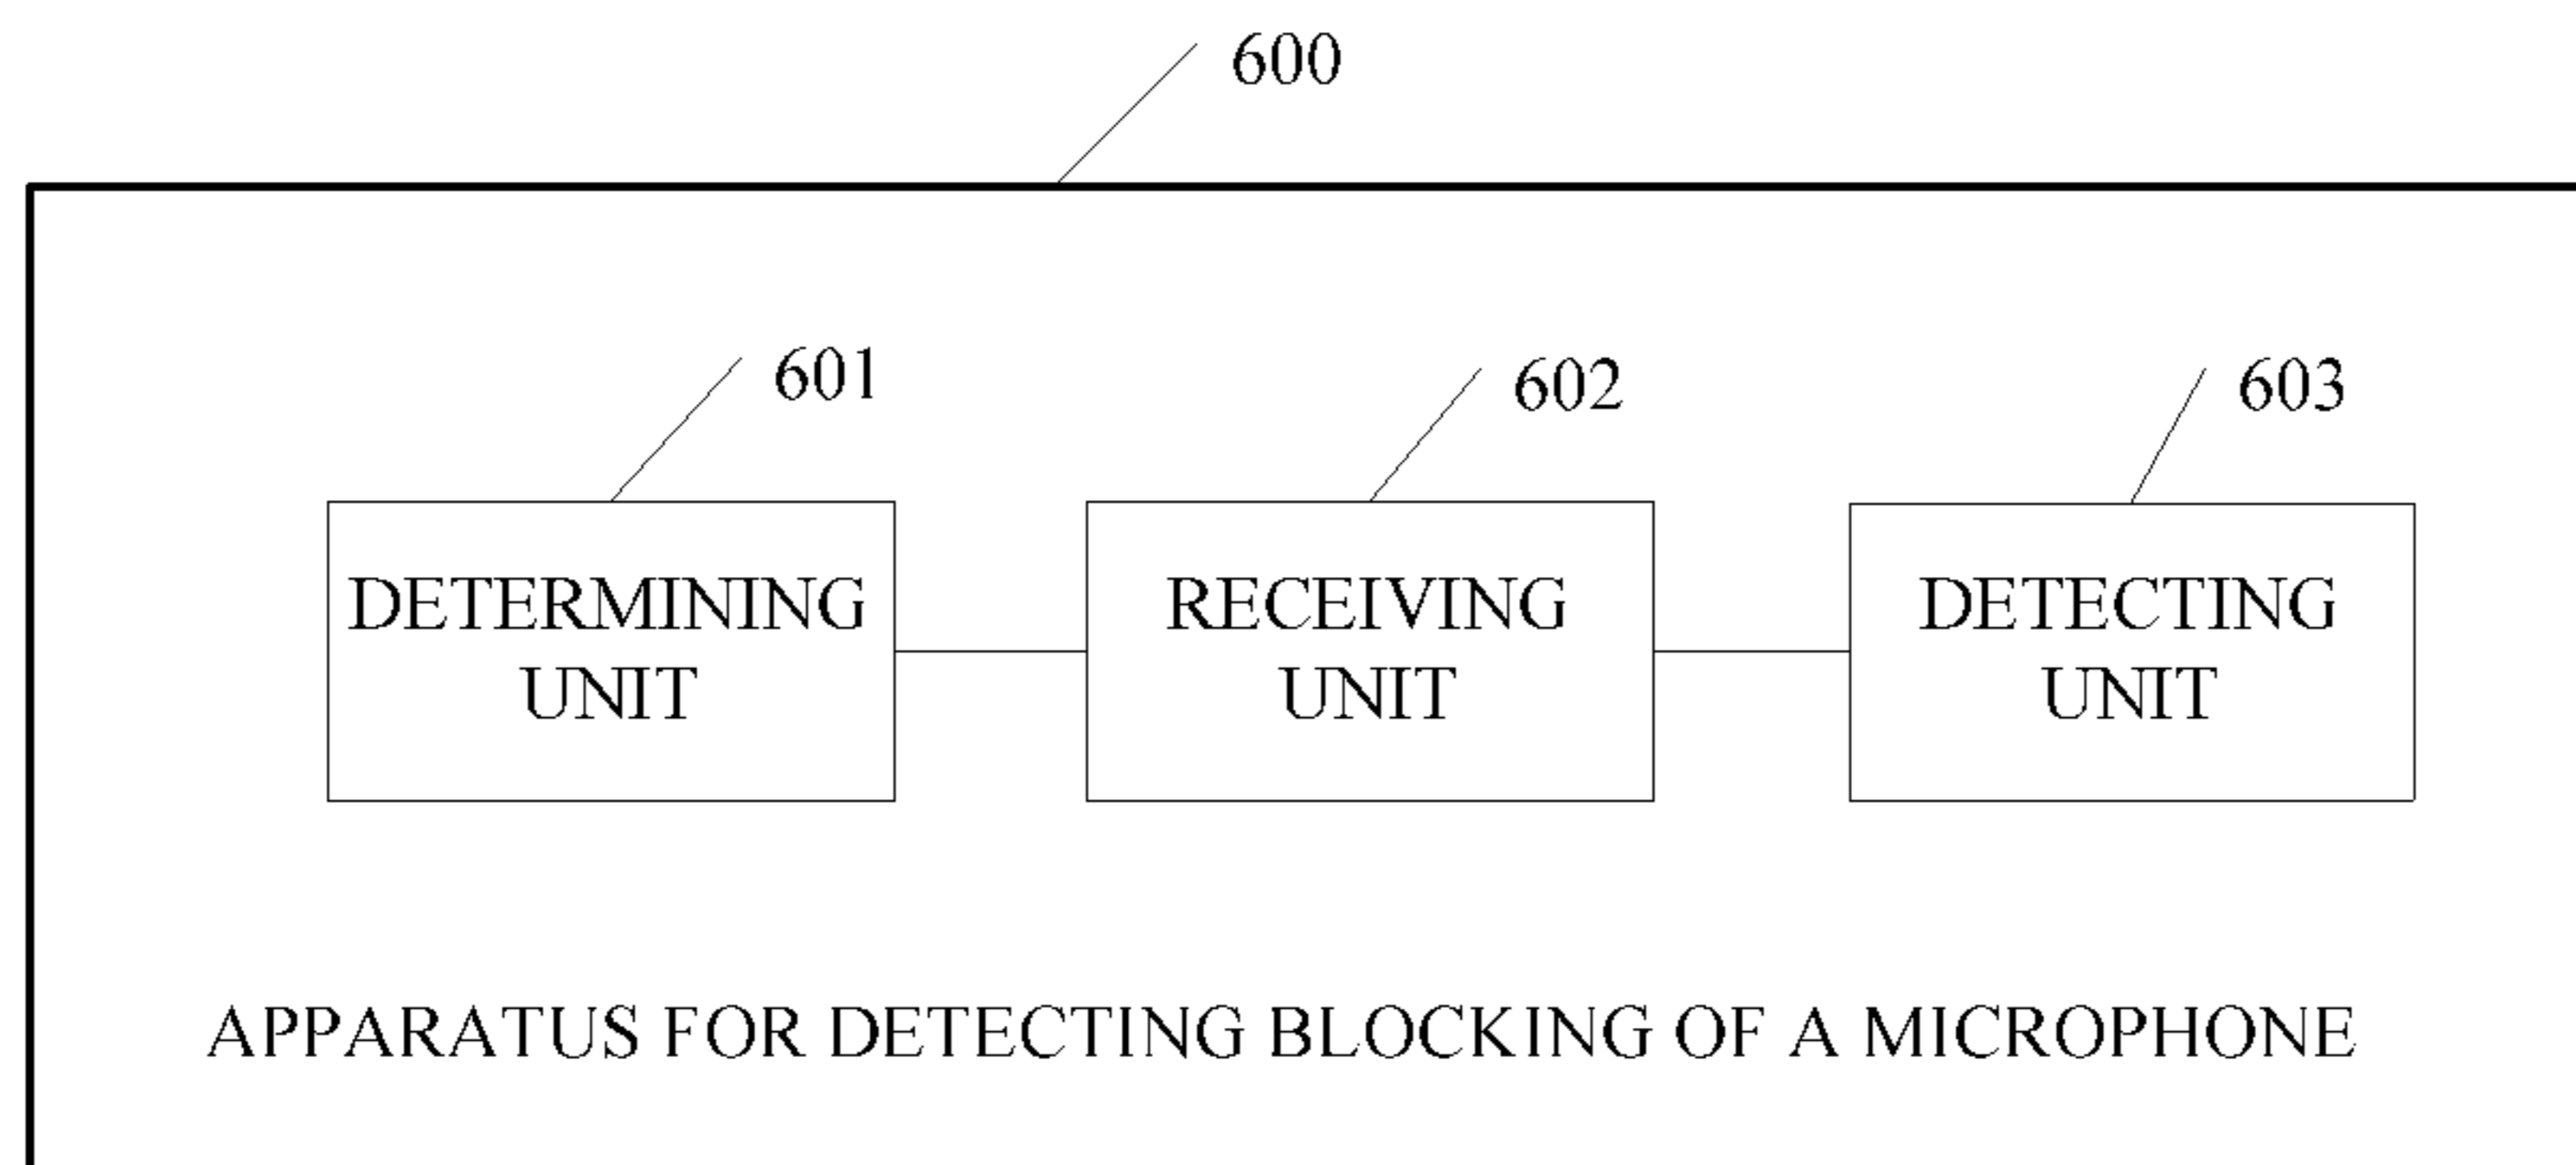 600
601
602
603
DETERMINING
UNIT
RECEIVING
UNIT
DETECTING
UNIT
APPARATUS FOR DETECTING BLOCKING OF A MICROPHONE